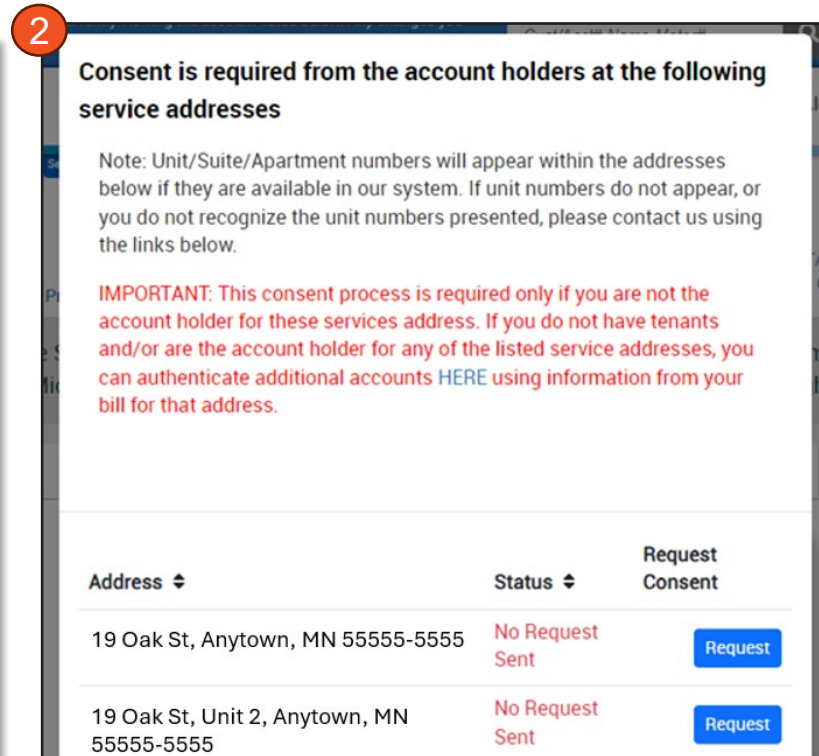 2
Consent is required from the account holders at the following
service addresses
Note: Unit/Suite/Apartment numbers will appear within the addresses
below if they are available in our system. If unit numbers do not appear, or
you do not recognize the unit numbers presented, please contact us using
the links below.
IMPORTANT: This consent process is required only if you are not the
account holder for these services address. If you do not have tenants
and/or are the account holder for any of the listed service addresses, you
can authenticate additional accounts HERE using information from your
bill for that address.
Request
Address Status Consent
19 Oak St, Anytown, MN 55555-5555 No Request
Sent Request
19 Oak St, Unit 2, Anytown, MN No Request
55555-5555 Sent Request